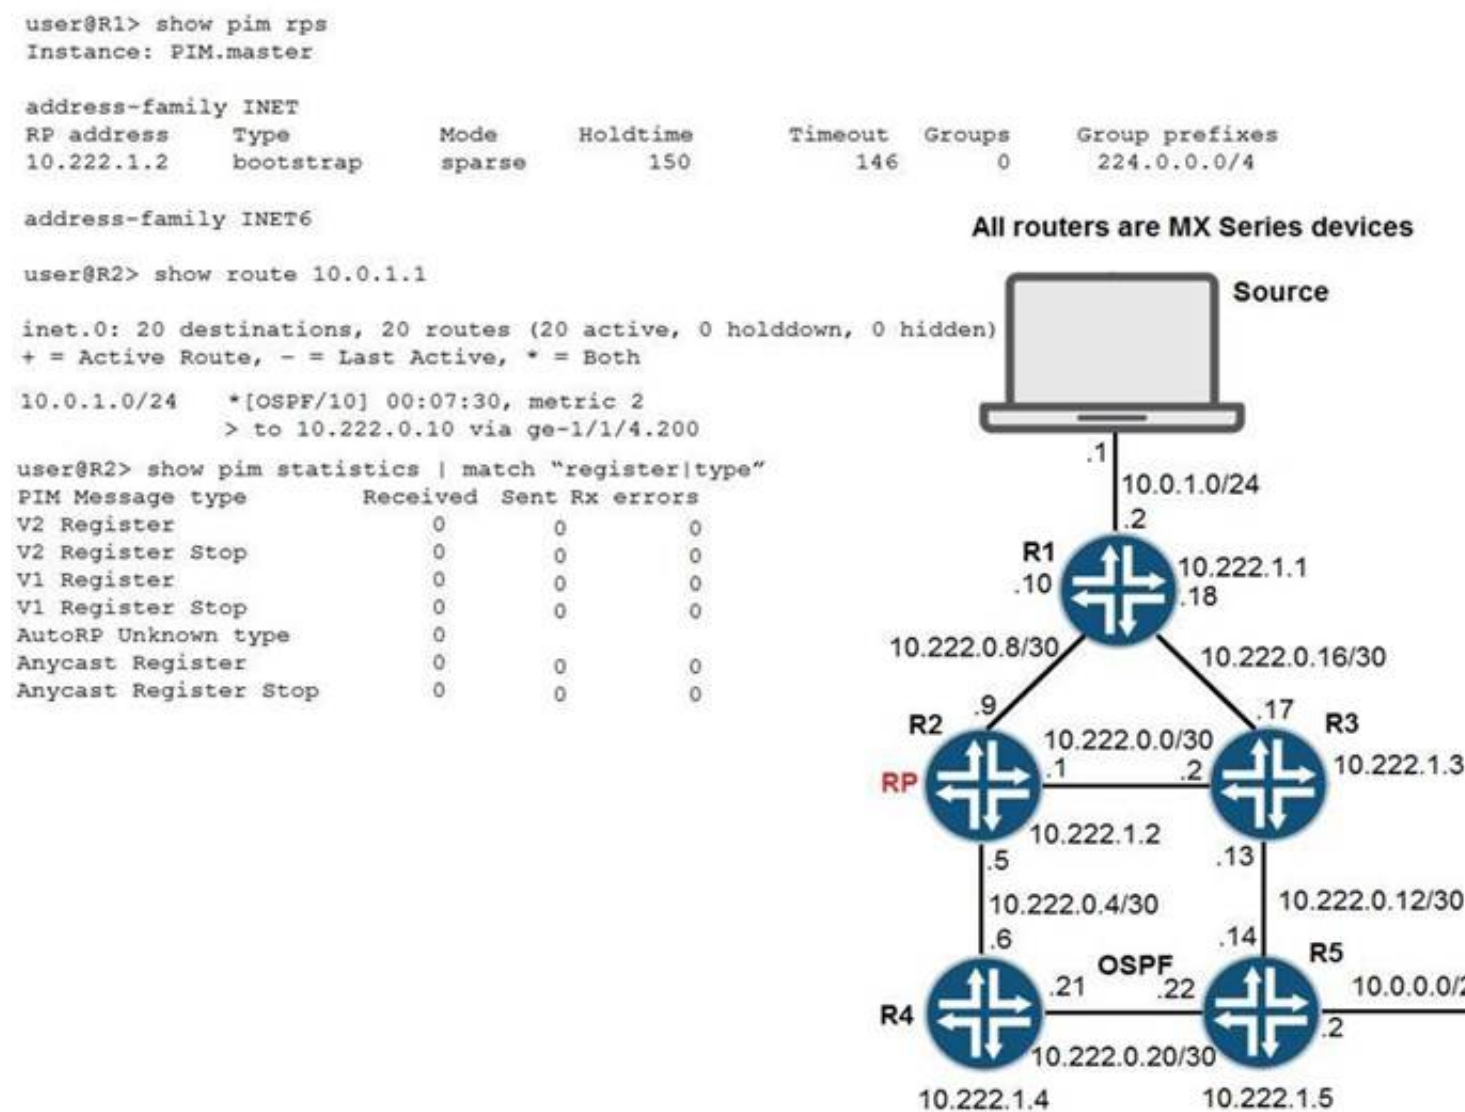 user@R1> show pim rps
Instance: PIM.master
address-family INET
RP address Type Mode Holdtime Timeout Groups Group prefixes
10.222.1.2 bootstrap sparse 150 146 0 224.0.0.0/4
address-family INET6
user@R2> show route 10.0.1.1
inet.0: 20 destinations, 20 routes (20 active, 0 holddown, 0 hidden)
+ = Active Route, - = Last Active, * = Both
10.0.1.0/24 *[OSPF/10] 00:07:30, metric 2
> to 10.222.0.10 via ge-1/1/4.200
user@R2> show pim statistics | match “register|type”
PIM Message type Received Sent Rx errors
V2 Register 0 0 0
V2 Register Stop 0 0 0
V1 Register 0 0 0
V1 Register Stop 0 0 0
AutoRP Unknown type 0
Anycast Register 0 0 0
Anycast Register Stop 0 0 0
All routers are MX Series devices
Source
.1
10.0.1.0/24
.2
R1
10.222.1.1
.10
.18
10.222.0.8/30
10.222.0.16/30
.9
.17
R2
R3
10.222.0.0/30
RP
.1
.2
10.222.1.3
10.222.1.2
.5
.13
10.222.0.4/30
10.222.0.12/30
.6
.14
OSPF
R5
R4
.21
.22
10.0.0.0/2
.2
10.222.0.20/30
10.222.1.4
10.222.1.5